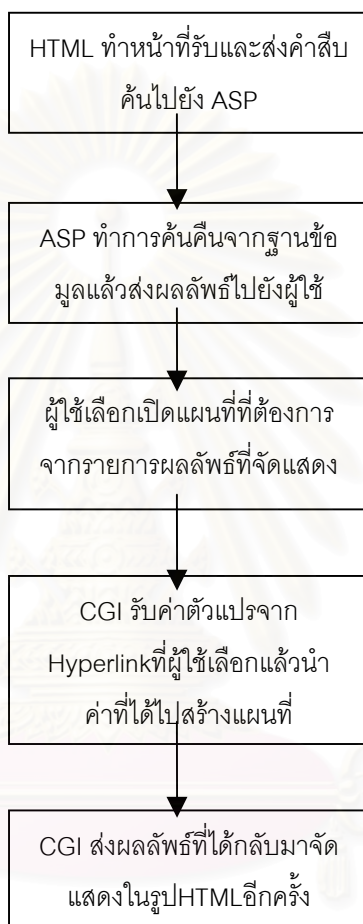 HTML ทำหน้าที่รับและส่งคำสืบ
ค้นไปยัง ASP
ASP ทำการค้นคืนจากฐานข้อ
มูลแล้วส่งผลลัพธ์ไปยังผู้ใช้
ผู้ใช้เลือกเปิดแผนที่ที่ต้องการ
จากรายการผลลัพธ์ที่จัดแสดง
CGI รับค่าตัวแปรจาก
Hyperlinkที่ผู้ใช้เลือกแล้วนำ
ค่าที่ได้ไปสร้างแผนที่
CGI ส่งผลลัพธ์ที่ได้กลับมาจัด
แสดงในรูปHTMLอีกครั้ง